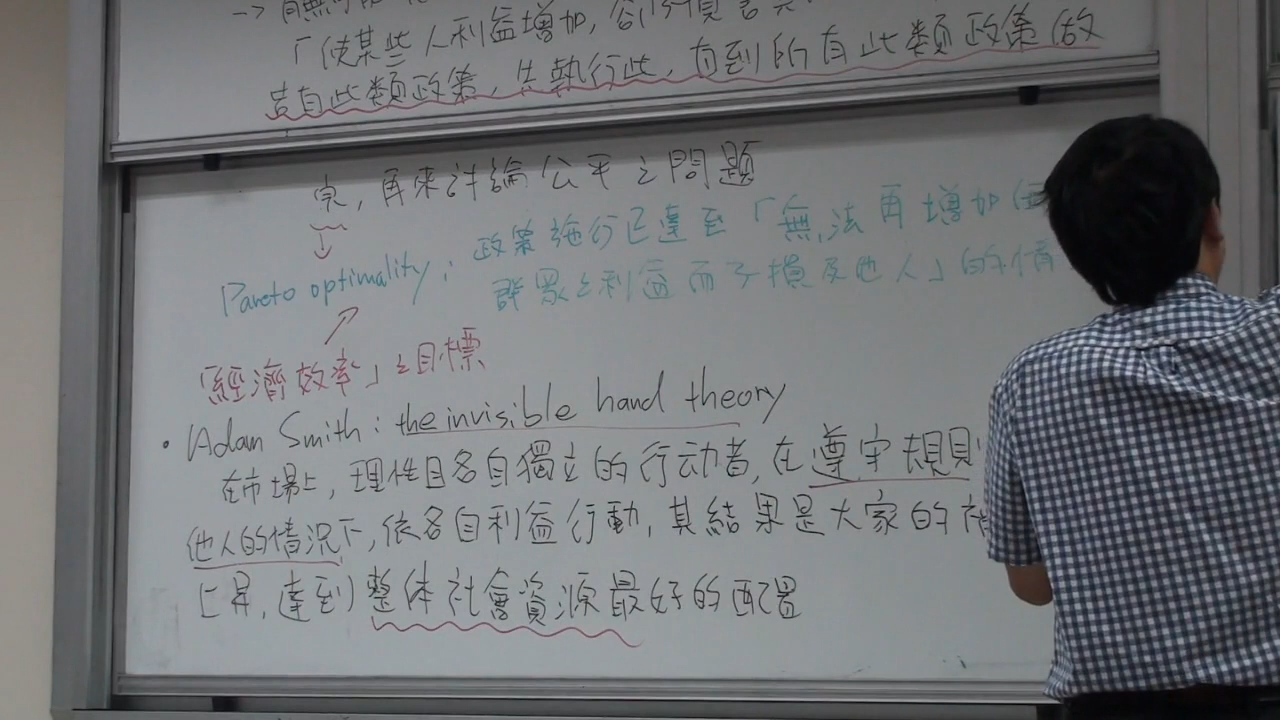 「使某些人利益增加,
若有此類政策,先執行此,直到所有此類政策做
完,再來討論公平之問題
Pareto optimality: 政策施行已達至「無法再增加
群眾之利益而不損及他人」的情
「經濟效率」之目標
• Adam Smith: the invisible hand theory
在市場上,理性且各自獨立的行动者,在遵守規則
他人的情況下,依各自利益行動,其結果是大家的
上昇,達到整体社會資源最好的配置